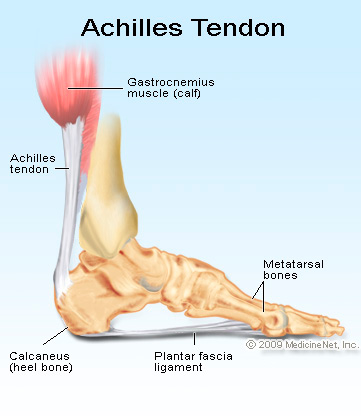 Achilles Tendon
Gastrocnemius
muscle (calf)
Achilles
tendon
Metatarsal
bones
© 2009 MedicineNet, Inc.
Calcaneus
(heel bone)
Plantar fascia
ligament